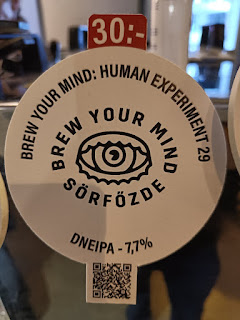 30:-
BREW YOUR MIND: HUMAN EXPERIMENT 29
BREW YOUR MIND
SÖRFŐZDE
DNEIPA - 7,7%